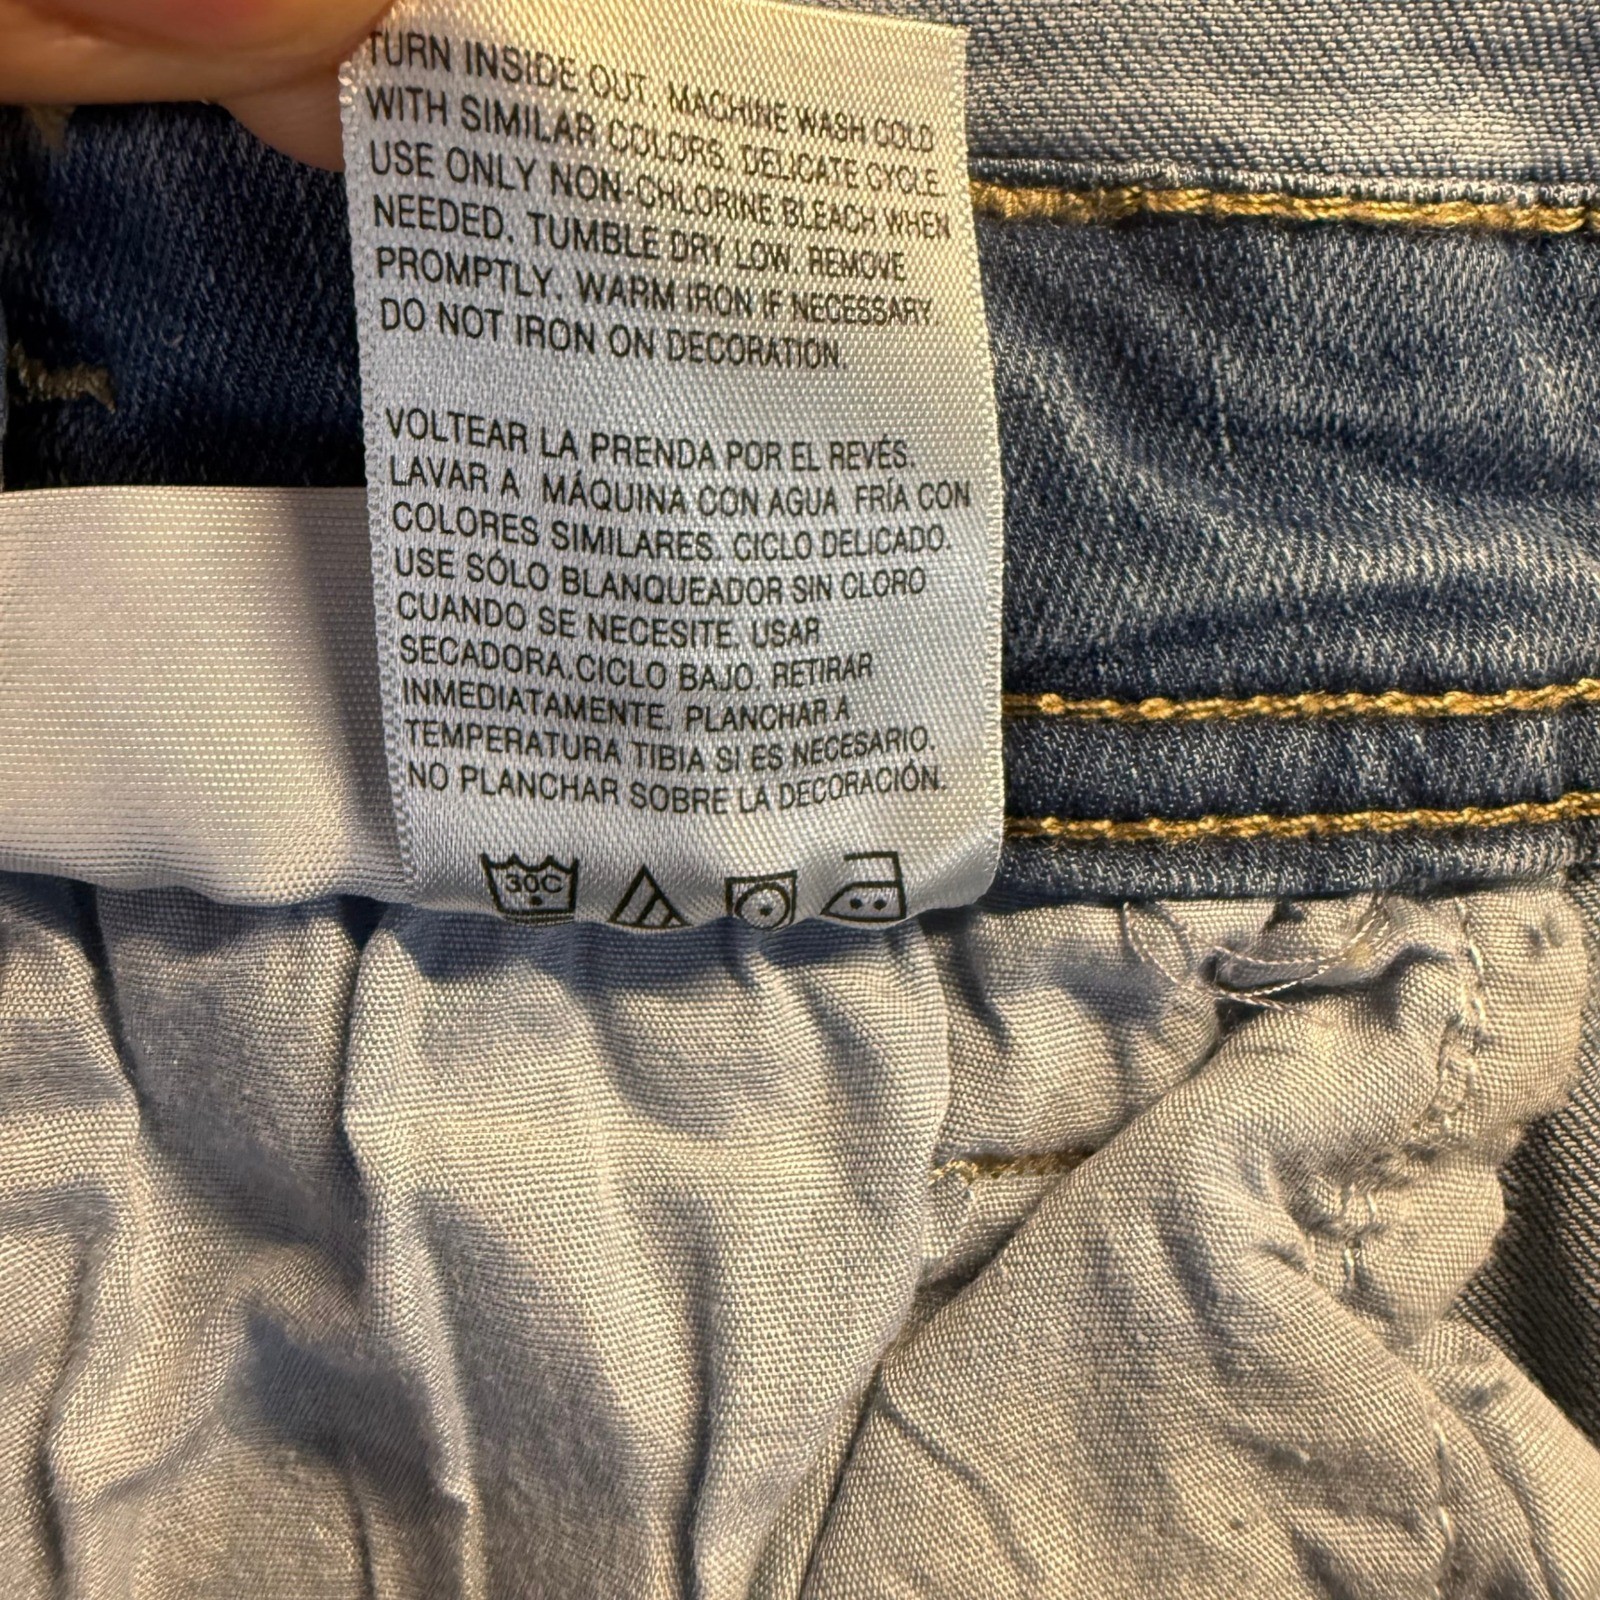 TURN INSIDE OUT. MACHINE WASH COLD
WITH SIMILAR COLORS. DELICATE CYCLE.
USE ONLY NON-CHLORINE BLEACH WHEN
NEEDED. TUMBLE DRY LOW. REMOVE
PROMPTLY. WARM IRON IF NECESSARY.
DO NOT IRON ON DECORATION.
VOLTEAR LA PRENDA POR EL REVÉS.
LAVAR A MÁQUINA CON AGUA FRÍA CON
COLORES SIMILARES. CICLO DELICADO.
USE SÓLO BLANQUEADOR SIN CLORO
CUANDO SE NECESITE. USAR
SECADORA.CICLO BAJO. RETIRAR
INMEDIATAMENTE. PLANCHAR A
TEMPERATURA TIBIA SI ES NECESARIO.
NO PLANCHAR SOBRE LA DECORACIÓN.
30C